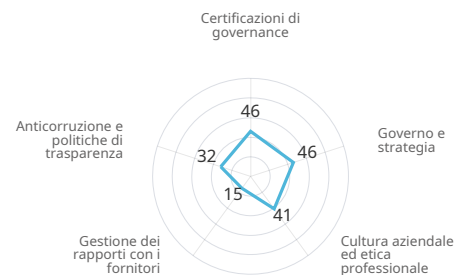 Certificazioni di
governance
46
Anticorruzione e
politiche di
trasparenza
32
46
Governo e
strategia
15
41
Gestione dei
rapporti con i
fornitori
Cultura aziendale
ed etica
professionale